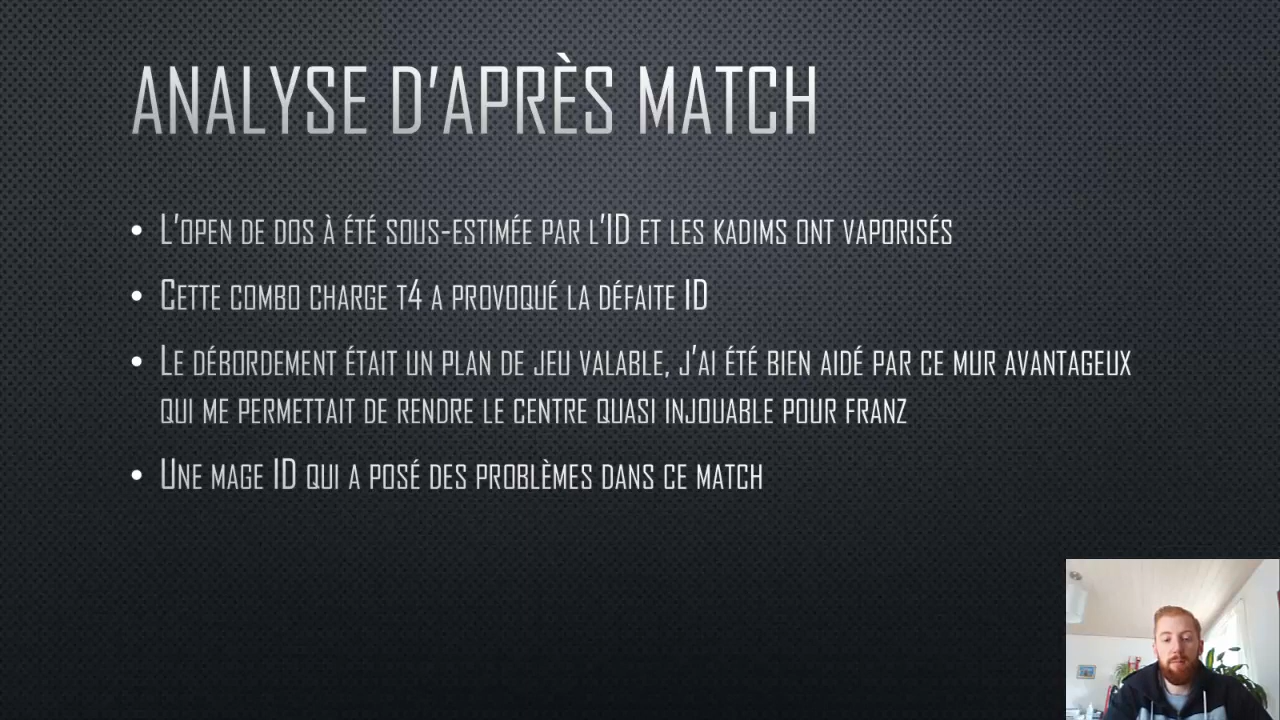 ANALYSE D'APRÈS MATCH
• L'OPEN DE DOS À ÉTÉ SOUS-ESTIMÉE PAR L'ID ET LES KADIMS ONT VAPORISÉS
• CETTE COMBO CHARGE T4 A PROVOQUÉ LA DÉFAITE ID
• LE DÉBORDEMENT ÉTAIT UN PLAN DE JEU VALABLE, J'AI ÉTÉ BIEN AIDÉ PAR CE MUR AVANTAGEUX
QUI ME PERMETTAIT DE RENDRE LE CENTRE QUASI INJOUABLE POUR FRANZ
• UNE MAGE ID QUI A POSÉ DES PROBLÈMES DANS CE MATCH